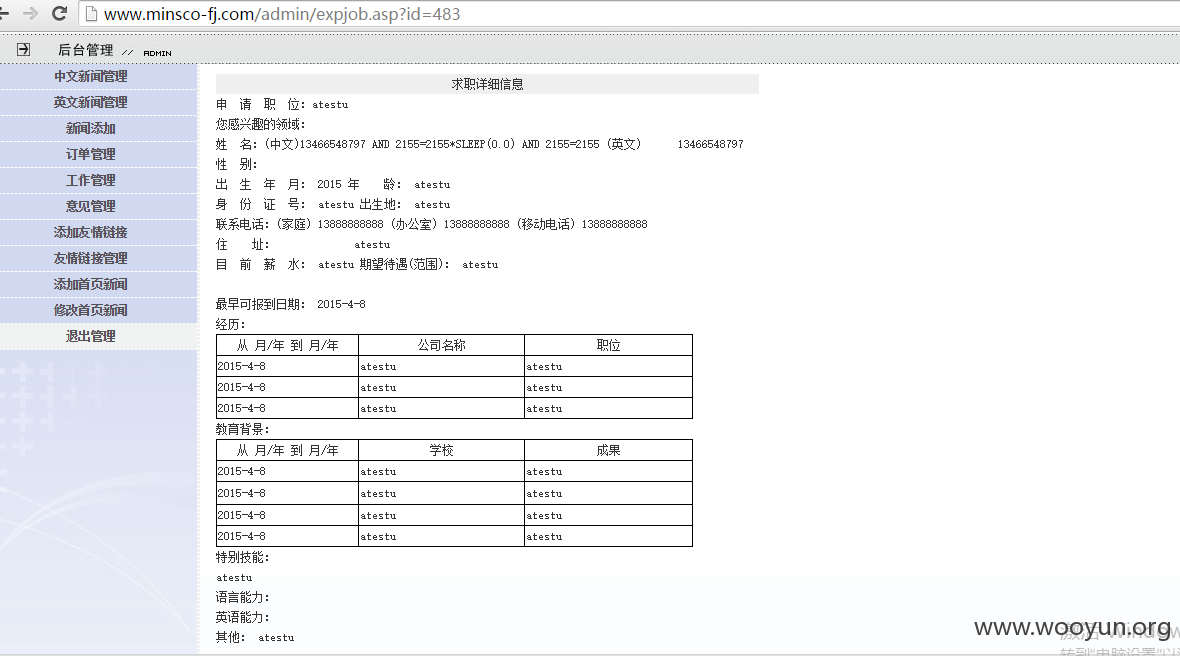 www.minsco-fj.com/admin/expjob.asp?id=483
后台管理 // ADMIN
中文新闻管理
英文新闻管理
新闻添加
订单管理
工作管理
意见管理
添加友情链接
友情链接管理
添加首页新闻
修改首页新闻
退出管理
求职详细信息
申 请 职 位: atestu
您感兴趣的领域:
姓 名: (中文)13466548797 AND 2155=2155*SLEEP(0.0) AND 2155=2155 (英文) 13466548797
性 别:
出 生 年 月: 2015 年 龄: atestu
身 份 证 号: atestu 出生地: atestu
联系电话: (家庭) 13888888888 (办公室) 13888888888 (移动电话) 13888888888
住 址: atestu
目 前 薪 水: atestu 期望待遇(范围): atestu
最早可报到日期: 2015-4-8
经历:
从 月/年 到 月/年 公司名称 职位
2015-4-8 atestu atestu
2015-4-8 atestu atestu
2015-4-8 atestu atestu
教育背景:
从 月/年 到 月/年 学校 成果
2015-4-8 atestu atestu
2015-4-8 atestu atestu
2015-4-8 atestu atestu
2015-4-8 atestu atestu
特别技能:
atestu
语言能力:
英语能力:
其他: atestu
www.wooyun.org
激活 Window
转到"电脑设置"以